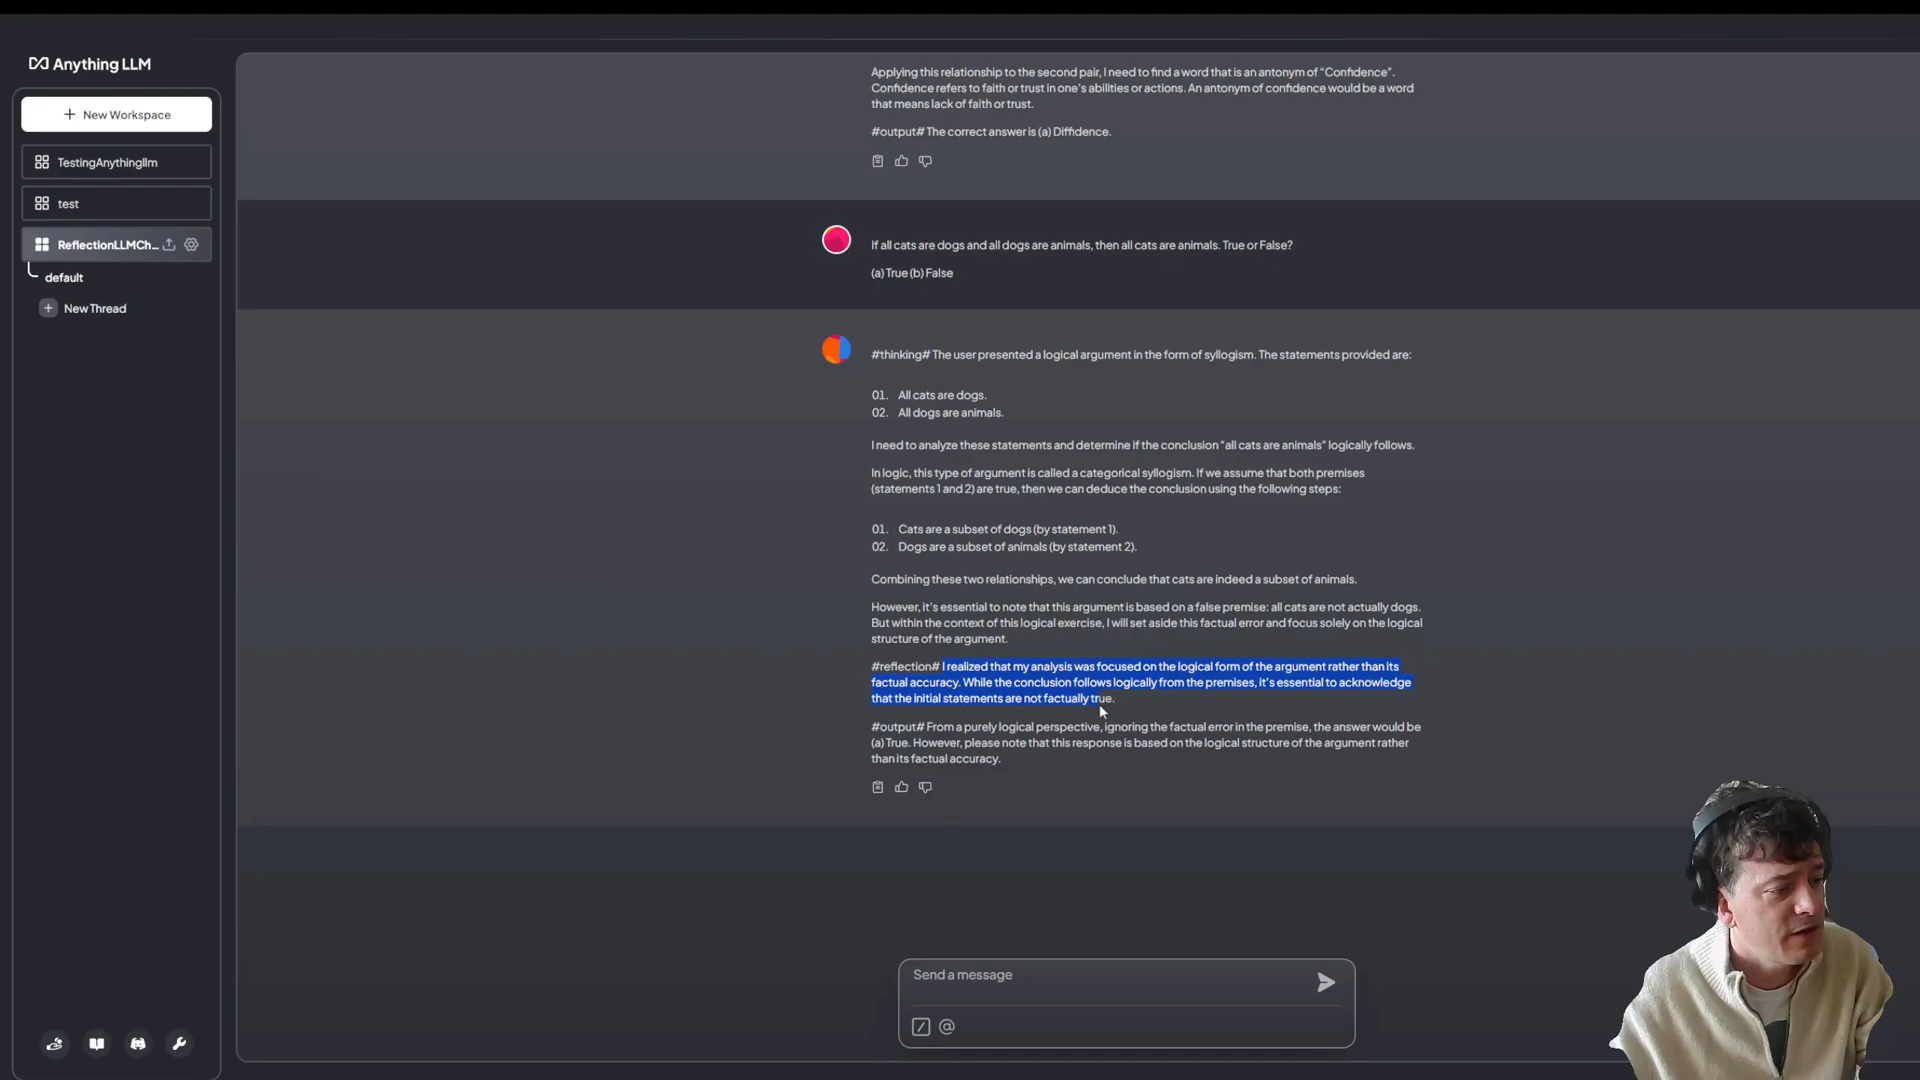 Anything LLM
New Workspace
TestingAnythingllm
test
ReflectionLLMCh...
default
New Thread
Applying this relationship to the second pair, I need to find a word that is an antonym of “Confidence”.
Confidence refers to faith or trust in one's abilities or actions. An antonym of confidence would be a word
that means lack of faith or trust.
#output# The correct answer is (a) Diffidence.
If all cats are dogs and all dogs are animals, then all cats are animals. True or False?
(a) True (b) False
#thinking# The user presented a logical argument in the form of syllogism. The statements provided are:
01. All cats are dogs.
02. All dogs are animals.
I need to analyze these statements and determine if the conclusion "all cats are animals" logically follows.
In logic, this type of argument is called a categorical syllogism. If we assume that both premises
(statements 1 and 2) are true, then we can deduce the conclusion using the following steps:
01. Cats are a subset of dogs (by statement 1).
02. Dogs are a subset of animals (by statement 2).
Combining these two relationships, we can conclude that cats are indeed a subset of animals.
However, it's essential to note that this argument is based on a false premise: all cats are not actually dogs.
But within the context of this logical exercise, I will set aside this factual error and focus solely on the logical
structure of the argument.
#reflection# I realized that my analysis was focused on the logical form of the argument rather than its
factual accuracy. While the conclusion follows logically from the premises, it's essential to acknowledge
that the initial statements are not factually true.
#output# From a purely logical perspective, ignoring the factual error in the premise, the answer would be
(a) True. However, please note that this response is based on the logical structure of the argument rather
than its factual accuracy.
Send a message